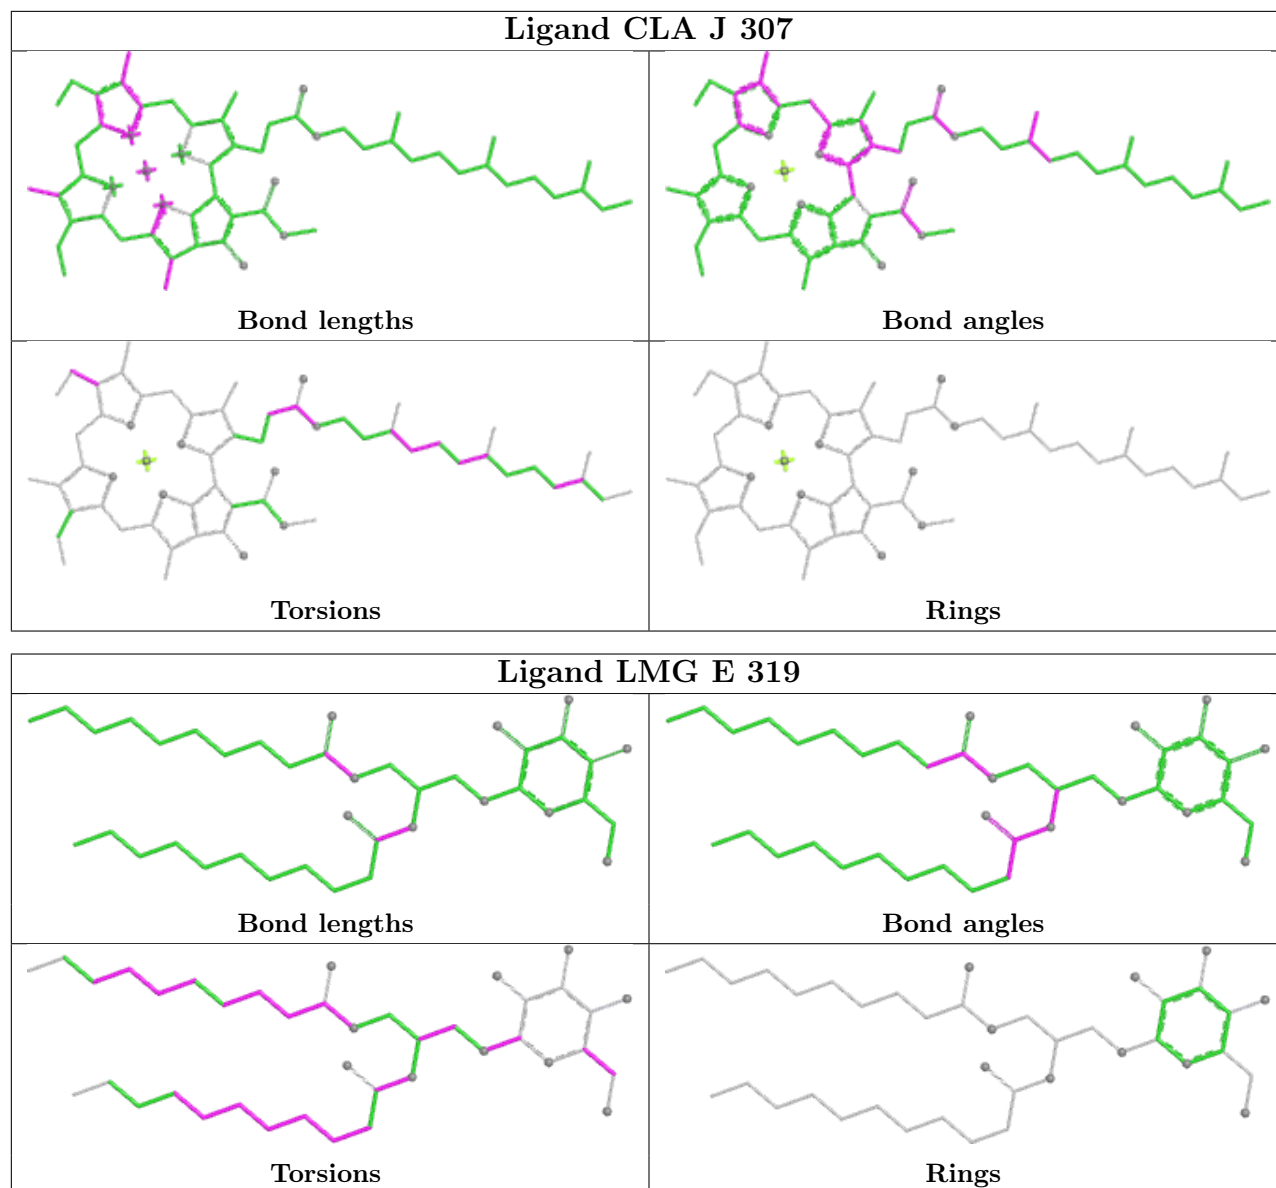 Ligand CLA J 307
Bond lengths
Bond angles
Torsions
Rings
Ligand LMG E 319
Bond lengths
Bond angles
Torsions
Rings